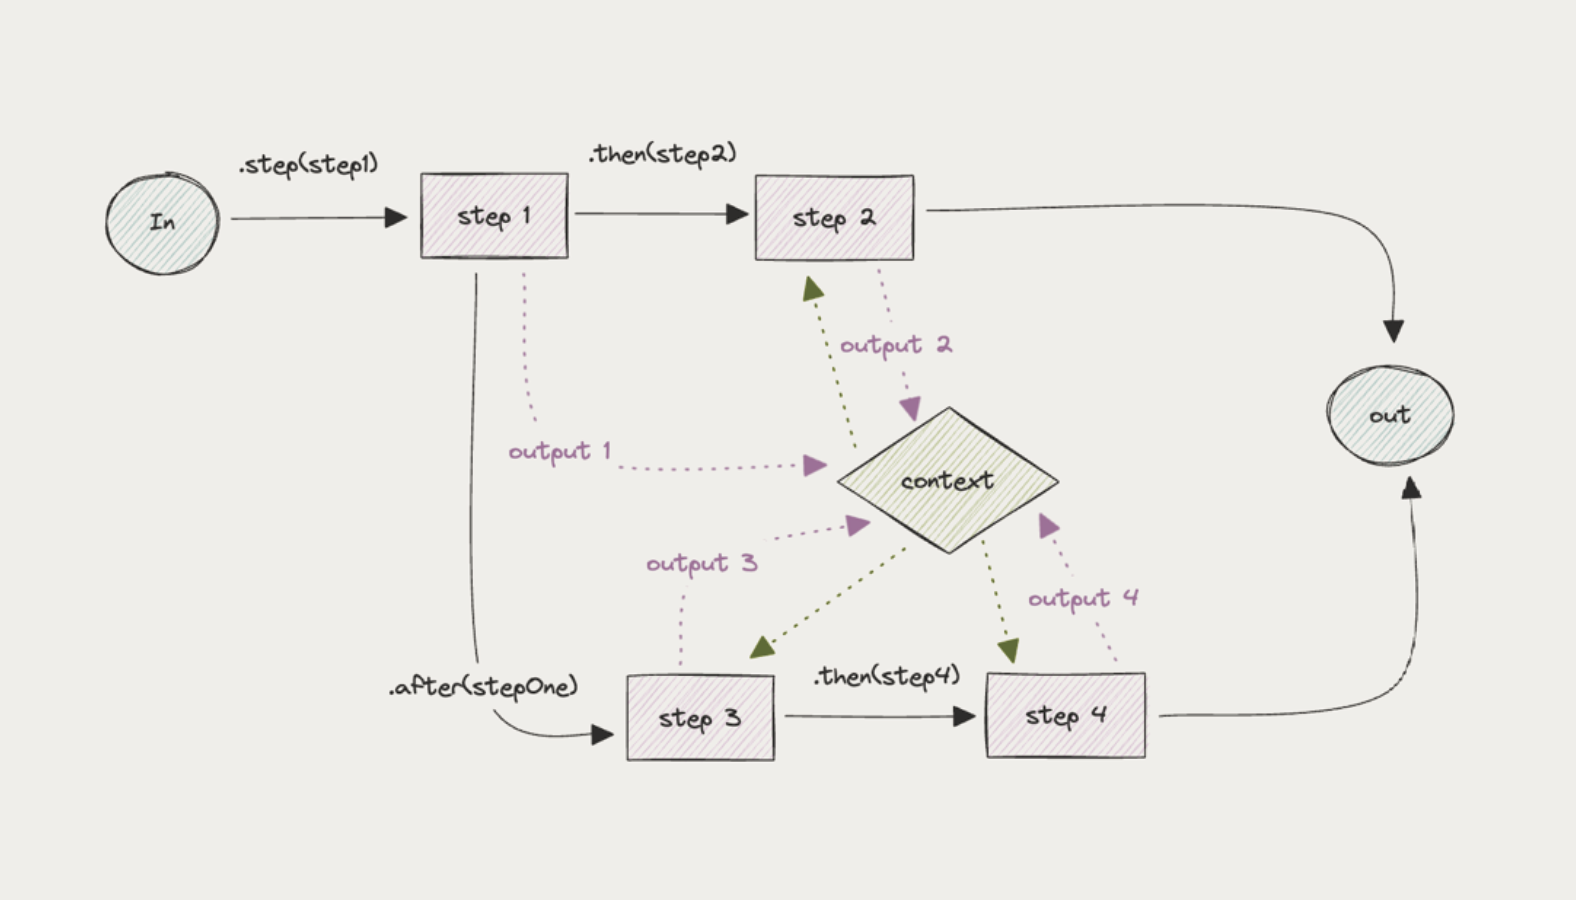 .step(step1)
.then(step2)
In
step 1
step 2
output 2
out
output 1
context
output 3
output 4
.after(stepOne)
.then(step4)
step 3
step 4